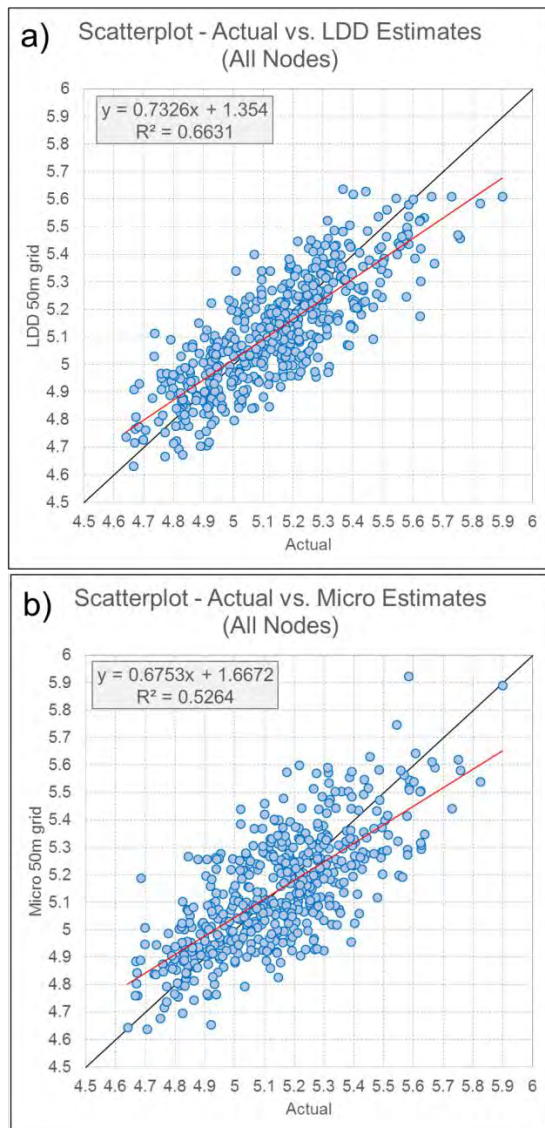 a)
Scatterplot - Actual vs. LDD Estimates
(All Nodes)
y = 0.7326x + 1.354
R² = 0.6631
LDD 50m grid
6
5.9
5.8
5.7
5.6
5.5
5.4
5.3
5.2
5.1
5
4.9
4.8
4.7
4.6
4.5
4.5 4.6 4.7 4.8 4.9 5 5.1 5.2 5.3 5.4 5.5 5.6 5.7 5.8 5.9 6
Actual
b)
Scatterplot - Actual vs. Micro Estimates
(All Nodes)
y = 0.6753x + 1.6672
R² = 0.5264
Micro 50m grid
6
5.9
5.8
5.7
5.6
5.5
5.4
5.3
5.2
5.1
5
4.9
4.8
4.7
4.6
4.5
4.5 4.6 4.7 4.8 4.9 5 5.1 5.2 5.3 5.4 5.5 5.6 5.7 5.8 5.9 6
Actual